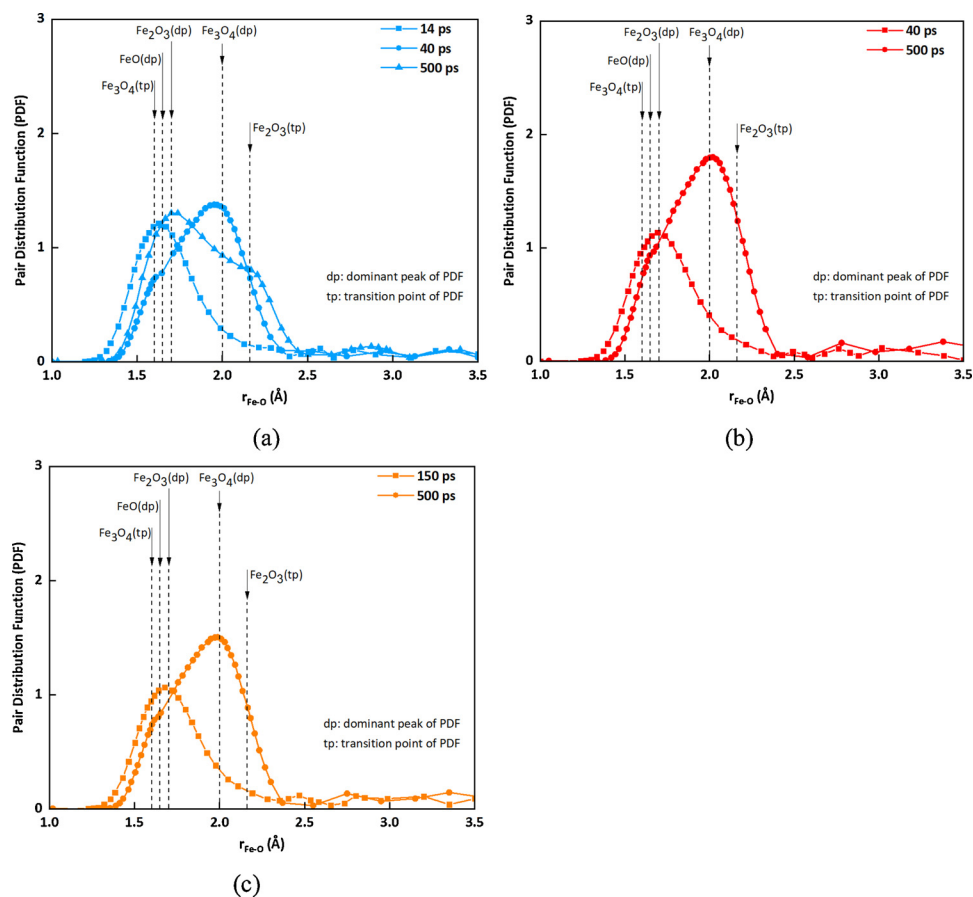 3
2
1
0
Pair Distribution Function (PDF)
Fe2O3(dp)
Fe3O4(dp)
FeO(dp)
Fe3O4(tp)
Fe2O3(tp)
14 ps
40 ps
500 ps
dp: dominant peak of PDF
tp: transition point of PDF
1.0 1.5 2.0 2.5 3.0 3.5
rFe-O (Å)
(a)
3
2
1
0
Pair Distribution Function (PDF)
Fe2O3(dp)
Fe3O4(dp)
FeO(dp)
Fe3O4(tp)
Fe2O3(tp)
40 ps
500 ps
dp: dominant peak of PDF
tp: transition point of PDF
1.0 1.5 2.0 2.5 3.0 3.5
rFe-O (Å)
(b)
3
2
1
0
Pair Distribution Function (PDF)
Fe2O3(dp)
Fe3O4(dp)
FeO(dp)
Fe3O4(tp)
Fe2O3(tp)
150 ps
500 ps
dp: dominant peak of PDF
tp: transition point of PDF
1.0 1.5 2.0 2.5 3.0 3.5
rFe-O (Å)
(c)